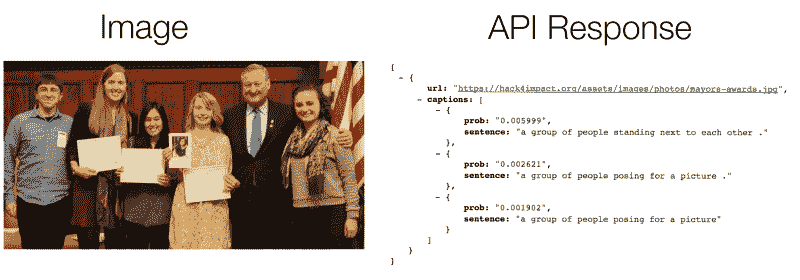 Image
API Response
[
- {
url: "https://hack4impact.org/assets/images/photos/mayors-awards.jpg",
- captions: [
- {
prob: "0.005999",
sentence: "a group of people standing next to each other ."
},
- {
prob: "0.002621",
sentence: "a group of people posing for a picture ."
},
- {
prob: "0.001902",
sentence: "a group of people posing for a picture"
}
]
}
]